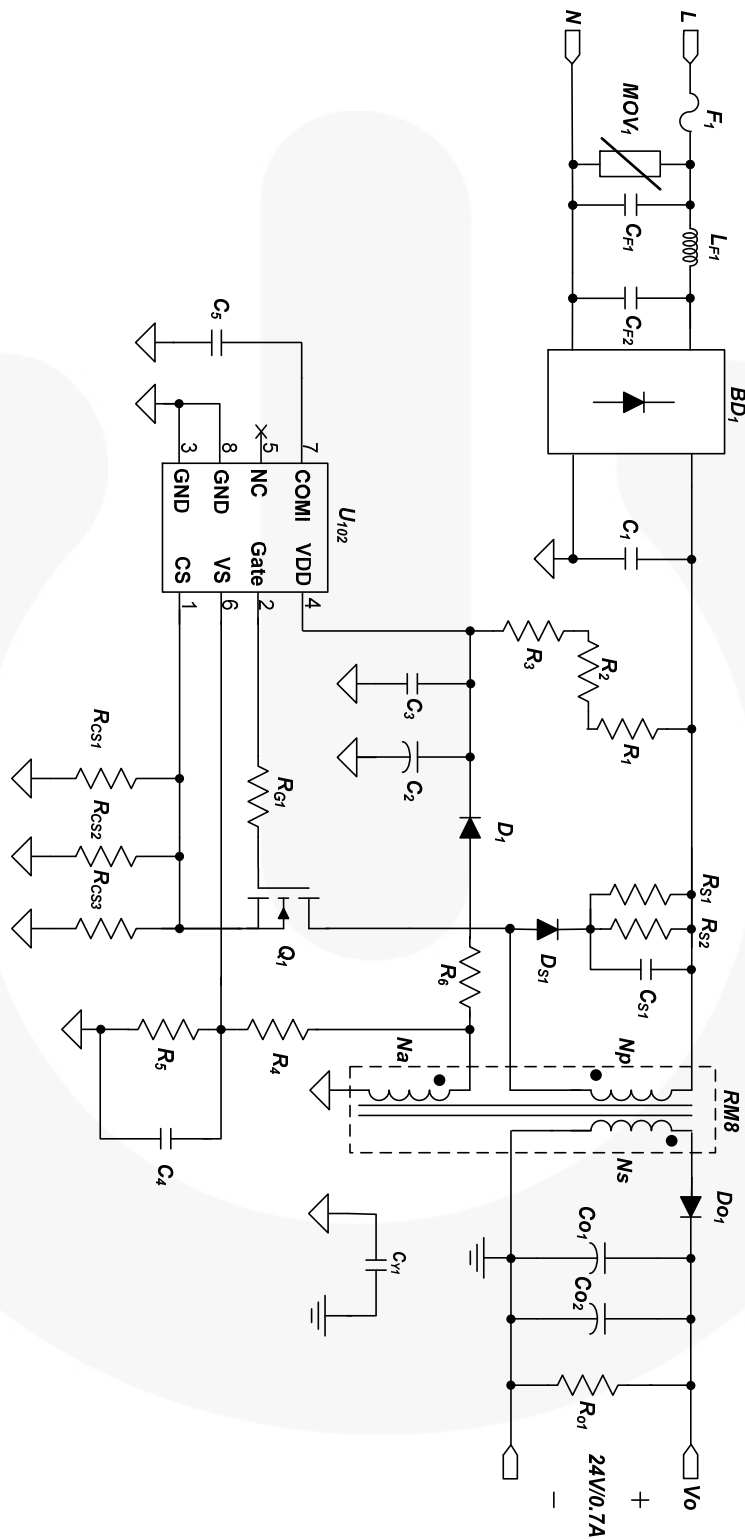 L
N
F1
MOV1
CF1
LF1
CF2
BD1
C1
R1
R2
R3
RS1
RS2
CS1
DS1
RM8
Np
Ns
Na
Do1
Co1
Co2
Ro1
Vo
+
24V/0.7A
−
C5
U102
7 COMI VDD 4
5 NC Gate 2
8 GND VS 6
3 GND CS 1
C3
C2
D1
R6
RG1
Q1
R4
R5
C4
RCS1
RCS2
RCS3
CY1